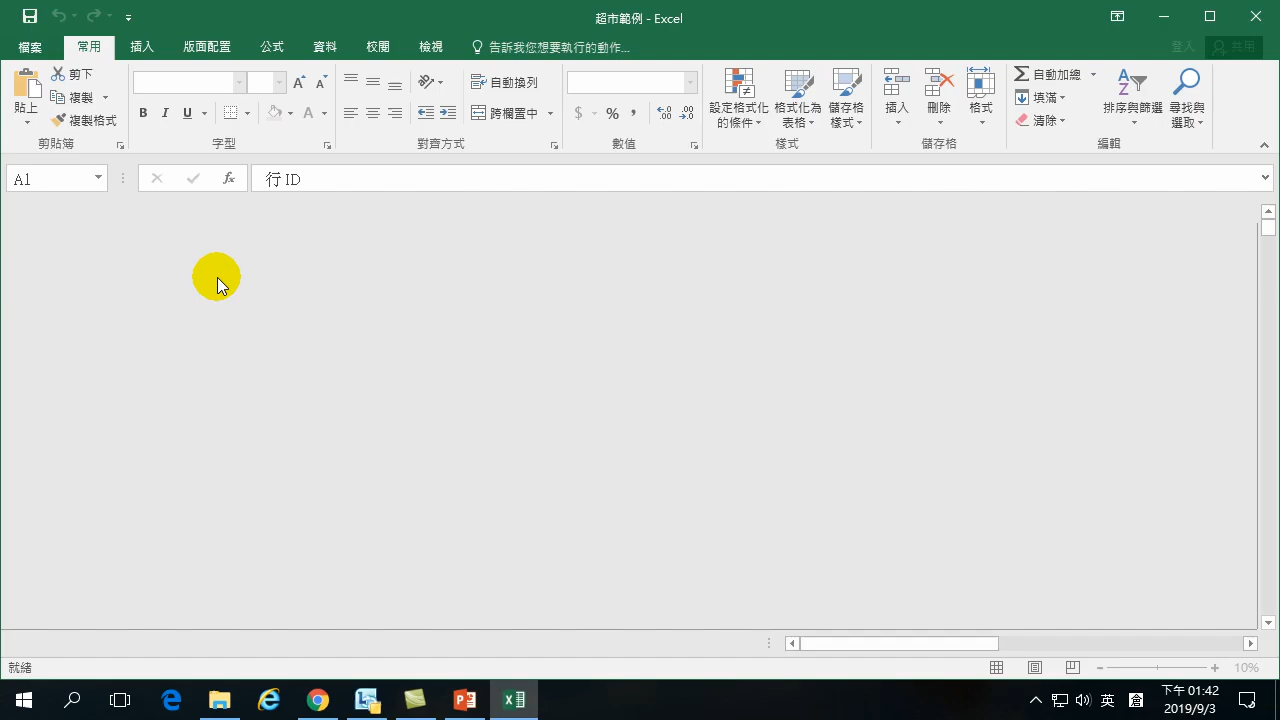 超市範例 - Excel
檔案 常用 插入 版面配置 公式 資料 校閱 檢視 告訴我您想要執行的動作... 登入 共用
貼上 剪下 複製 複製格式 剪貼簿
B I U A 字型
自動換列 跨欄置中 對齊方式
$ % , 數值
設定格式化的條件 格式化為表格 儲存格樣式 樣式
插入 刪除 格式 儲存格
自動加總 填滿 清除 排序與篩選 尋找與選取 編輯
A1 fx 行 ID
就緒 10%
英 下午 01:42
2019/9/3